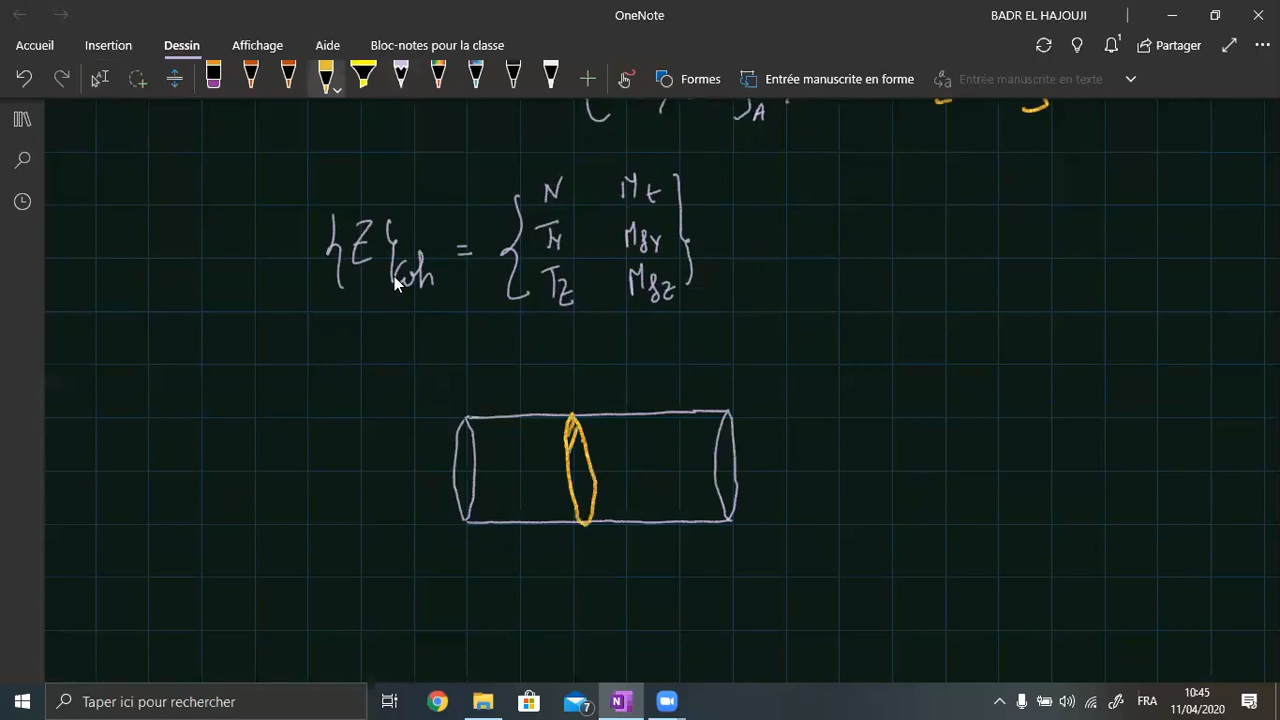 OneNote
BADR EL HAJOUJI
Accueil Insertion Dessin Affichage Aide Bloc-notes pour la classe
Partager
Formes Entrée manuscrite en forme Entrée manuscrite en texte
A
N Mt
{Z}coh = Ty Mfy
Tz Mfz
Taper ici pour rechercher
7
FRA
10:45
11/04/2020